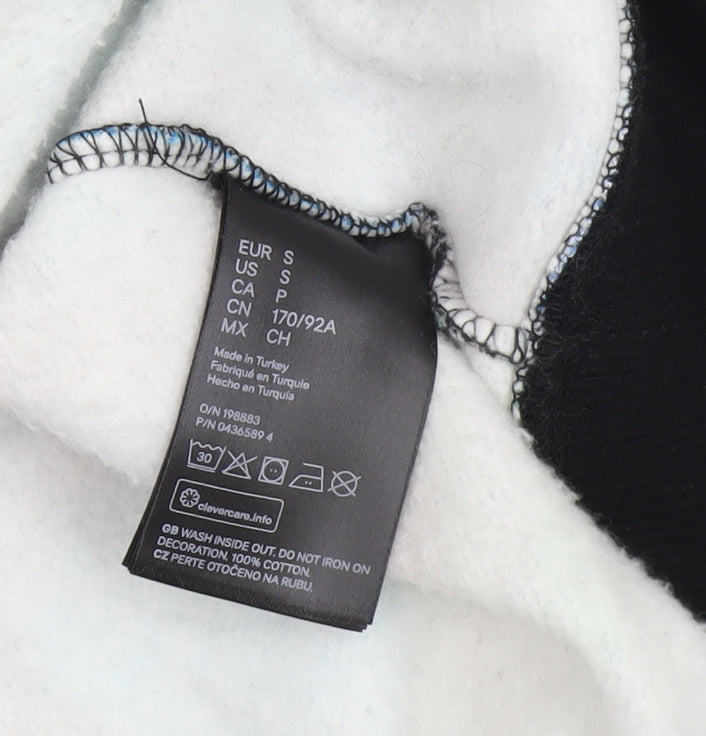 EUR S
US S
CA P
CN 170/92A
MX CH
Made in Turkey
Fabriqué en Turquie
Hecho en Turquía
O/N 198883
P/N 0436589 4
30
clevercare.info
GB WASH INSIDE OUT. DO NOT IRON ON
DECORATION. 100% COTTON.
CZ PERTE OTOČENO NA RUBU.